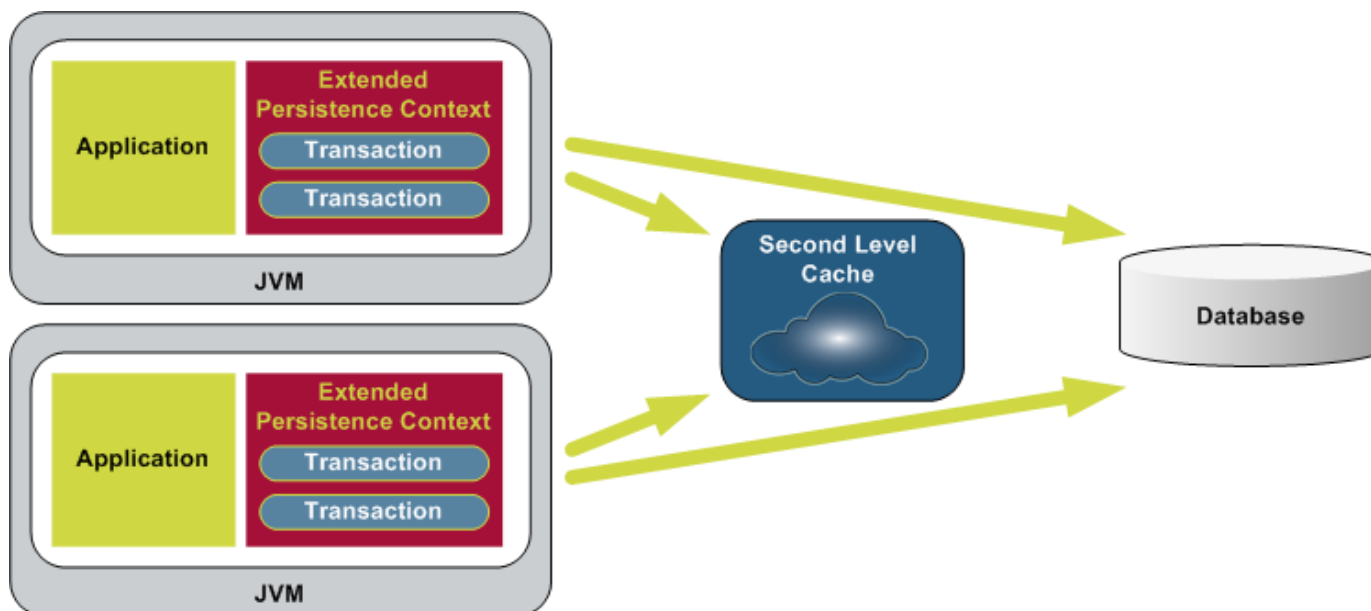 Application
Extended
Persistence Context
Transaction
Transaction
JVM
Second Level
Cache
Database
Application
Extended
Persistence Context
Transaction
Transaction
JVM